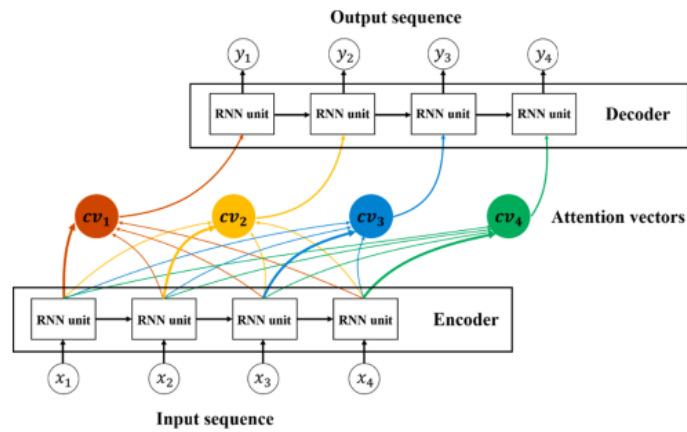 Output sequence
y₁ y₂ y₃ y₄
RNN unit RNN unit RNN unit RNN unit Decoder
cv₁ cv₂ cv₃ cv₄ Attention vectors
RNN unit RNN unit RNN unit RNN unit Encoder
x₁ x₂ x₃ x₄
Input sequence